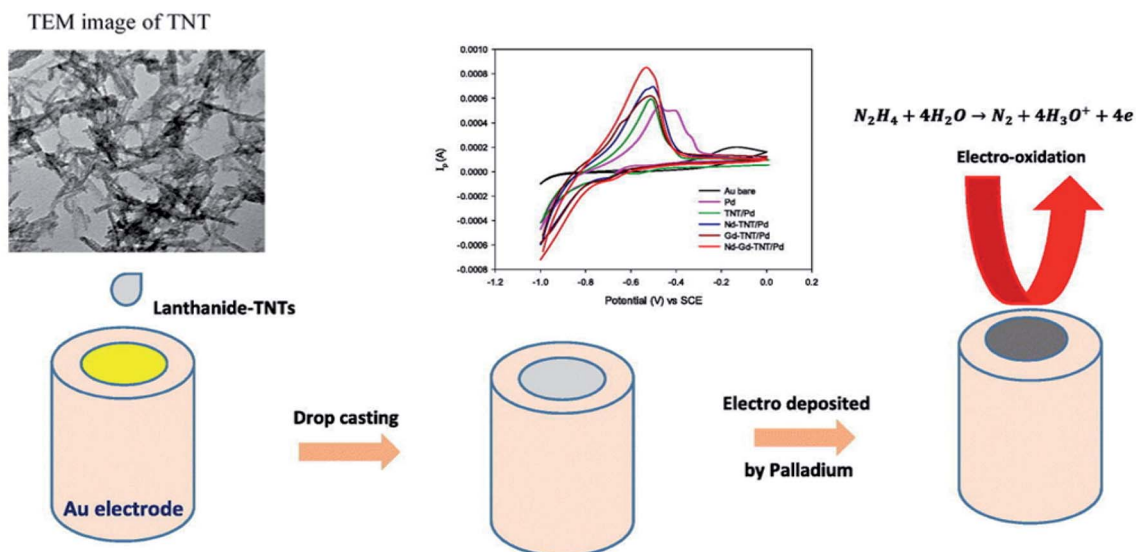 TEM image of TNT
0.0010
0.0008
0.0006
0.0004
0.0002
0.0000
-0.0002
-0.0004
-0.0006
-0.0008
Iₚ (A)
-1.2 -1.0 -0.8 -0.6 -0.4 -0.2 0.0 0.2
Potential (V) vs SCE
Au bare
Pd
TNT/Pd
Nd-TNT/Pd
Gd-TNT/Pd
Nd-Gd-TNT/Pd
N₂H₄ + 4H₂O → N₂ + 4H₃O⁺ + 4e
Electro-oxidation
Lanthanide-TNTs
Au electrode
Drop casting
Electro deposited
by Palladium